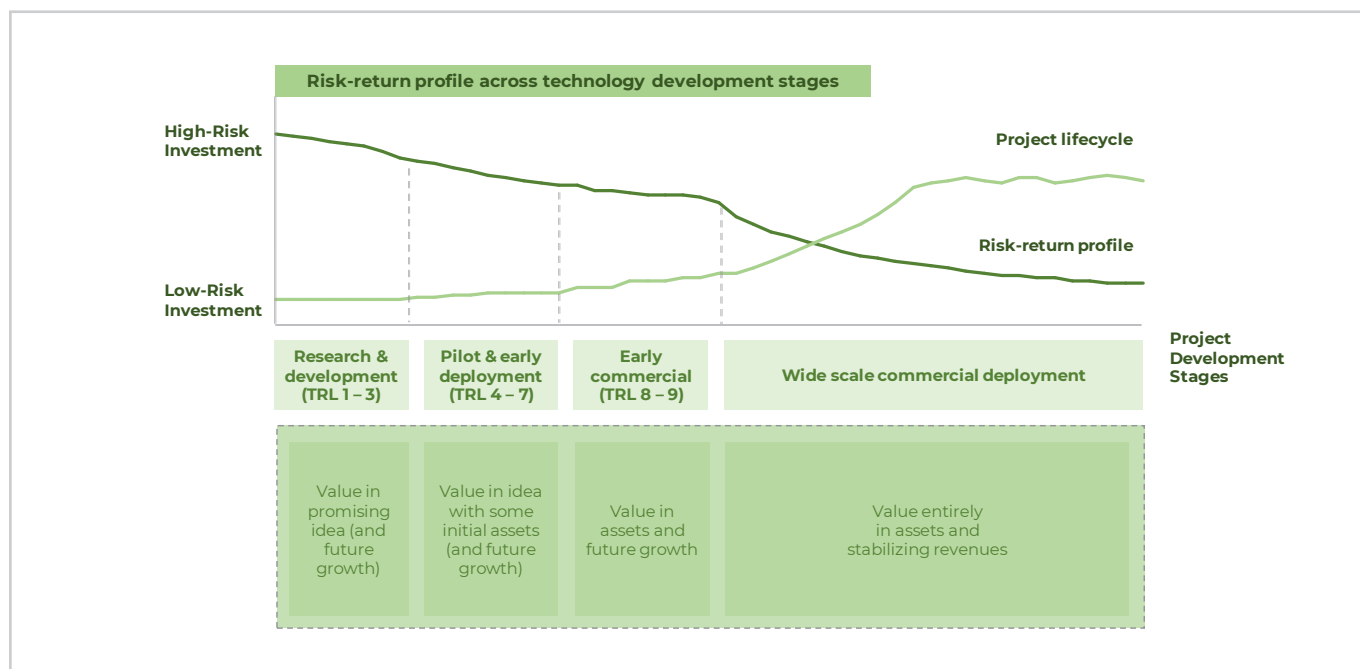 Risk-return profile across technology development stages
High-Risk
Investment
Project lifecycle
Risk-return profile
Low-Risk
Investment
Project
Development
Stages
Research &
development
(TRL 1 – 3)
Pilot & early
deployment
(TRL 4 – 7)
Early
commercial
(TRL 8 – 9)
Wide scale commercial deployment
Value in
promising
idea (and
future
growth)
Value in idea
with some
initial assets
(and future
growth)
Value in
assets and
future growth
Value entirely
in assets and
stabilizing revenues